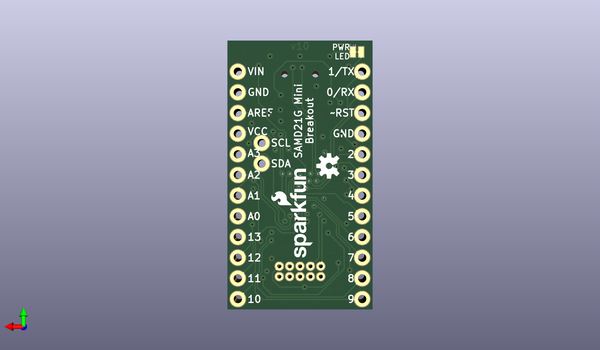 v10
PWR
LED
VIN
GND
AREF
VCC
A3
A2
A1
A0
13
12
11
10
SCL
SDA
SAMD21G Mini
Breakout
sparkfun
1/TX
0/RX
~RST
GND
2
3
4
5
6
7
8
9